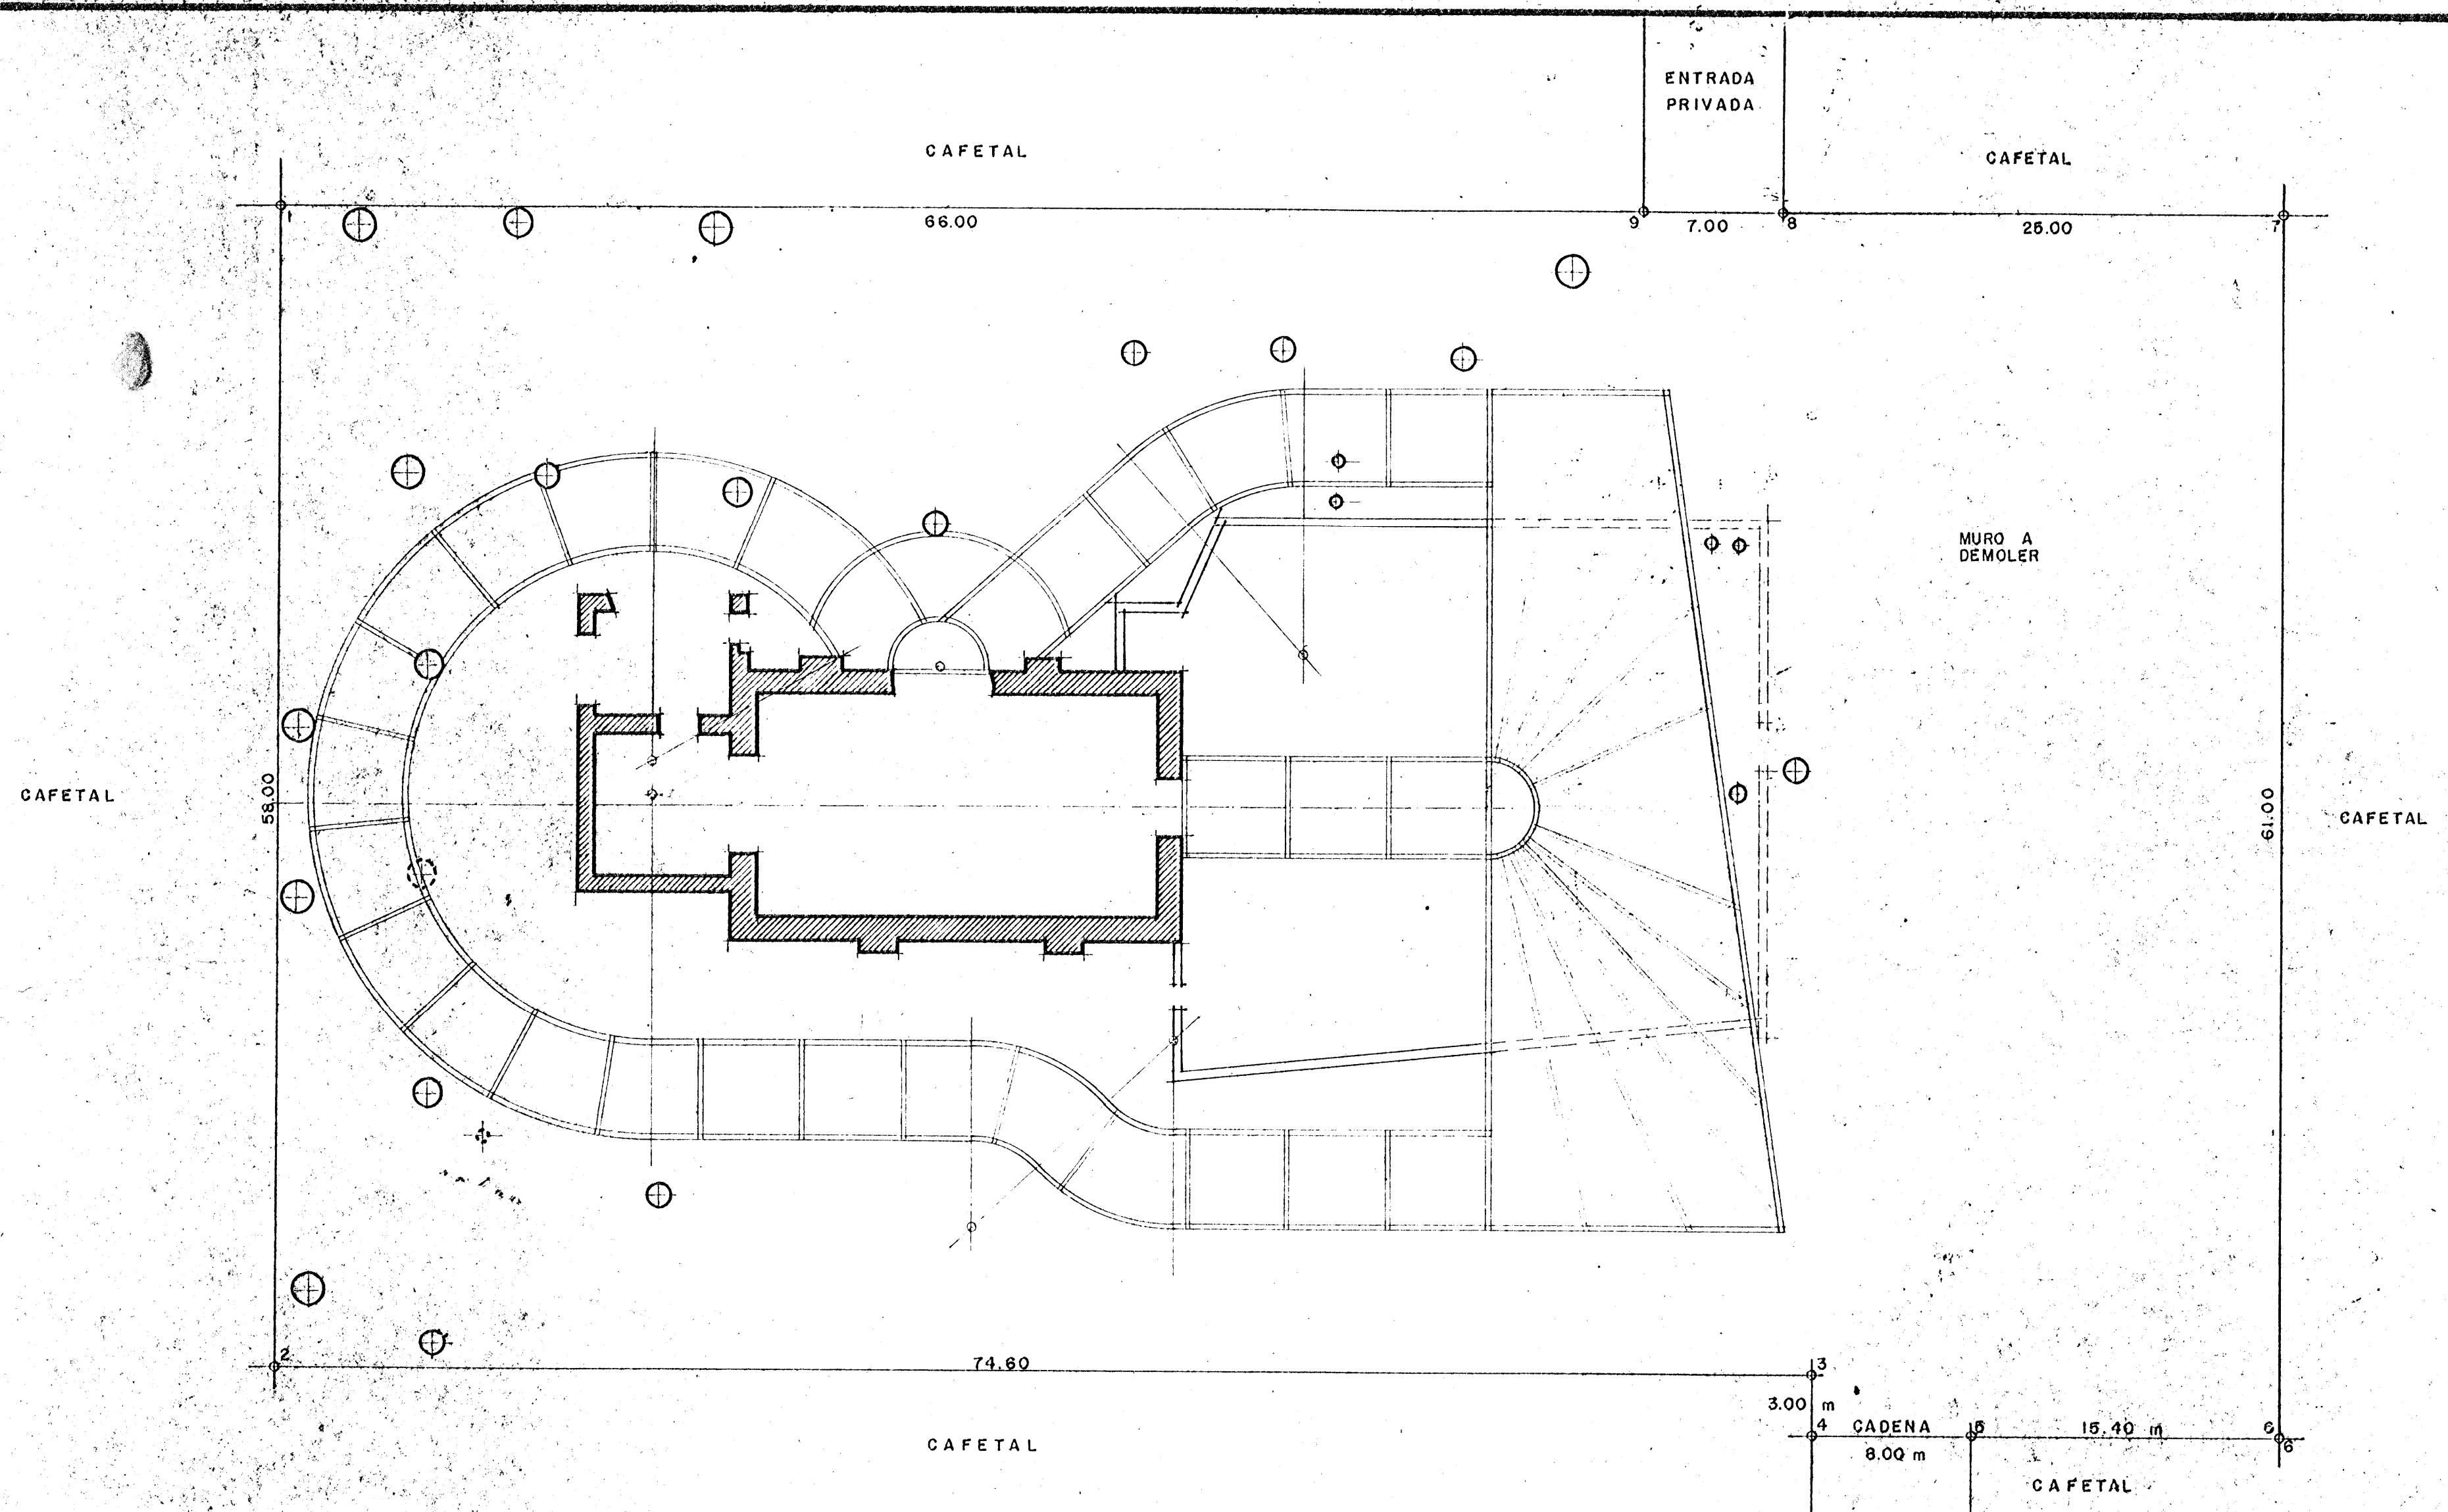 ENTRADA
PRIVADA
CAFETAL
CAFETAL
1
66.00
9
7.00
8
25.00
7
MURO A
DEMOLER
CAFETAL
58.00
61.00
CAFETAL
2
74.60
3
3.00 m
4
CADENA
5
15.40 m
6
6
8.00 m
CAFETAL
CAFETAL